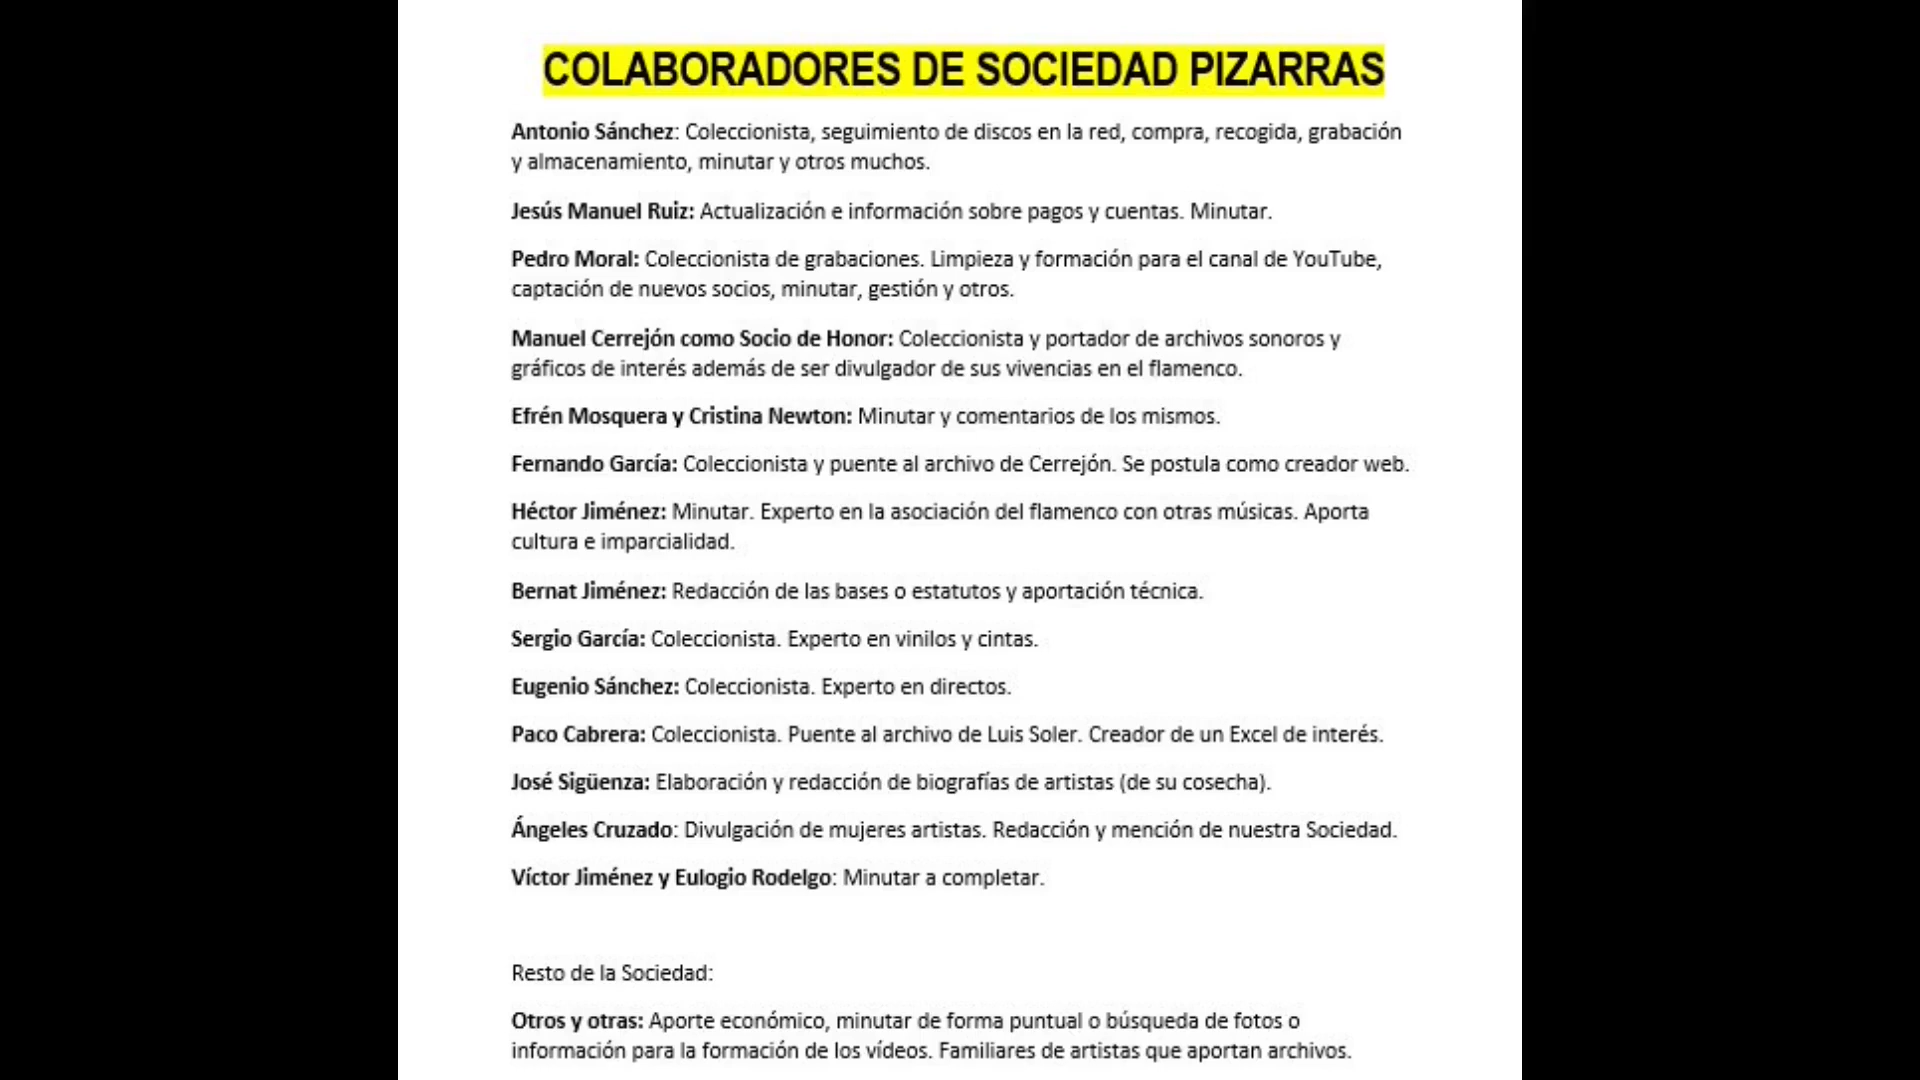 COLABORADORES DE SOCIEDAD PIZARRAS
Antonio Sánchez: Coleccionista, seguimiento de discos en la red, compra, recogida, grabación
y almacenamiento, minutar y otros muchos.
Jesús Manuel Ruiz: Actualización e información sobre pagos y cuentas. Minutar.
Pedro Moral: Coleccionista de grabaciones. Limpieza y formación para el canal de YouTube,
captación de nuevos socios, minutar, gestión y otros.
Manuel Cerrejón como Socio de Honor: Coleccionista y portador de archivos sonoros y
gráficos de interés además de ser divulgador de sus vivencias en el flamenco.
Efrén Mosquera y Cristina Newton: Minutar y comentarios de los mismos.
Fernando García: Coleccionista y puente al archivo de Cerrejón. Se postula como creador web.
Héctor Jiménez: Minutar. Experto en la asociación del flamenco con otras músicas. Aporta
cultura e imparcialidad.
Bernat Jiménez: Redacción de las bases o estatutos y aportación técnica.
Sergio García: Coleccionista. Experto en vinilos y cintas.
Eugenio Sánchez: Coleccionista. Experto en directos.
Paco Cabrera: Coleccionista. Puente al archivo de Luis Soler. Creador de un Excel de interés.
José Sigüenza: Elaboración y redacción de biografías de artistas (de su cosecha).
Ángeles Cruzado: Divulgación de mujeres artistas. Redacción y mención de nuestra Sociedad.
Víctor Jiménez y Eulogio Rodelgo: Minutar a completar.
Resto de la Sociedad:
Otros y otras: Aporte económico, minutar de forma puntual o búsqueda de fotos o
información para la formación de los vídeos. Familiares de artistas que aportan archivos.